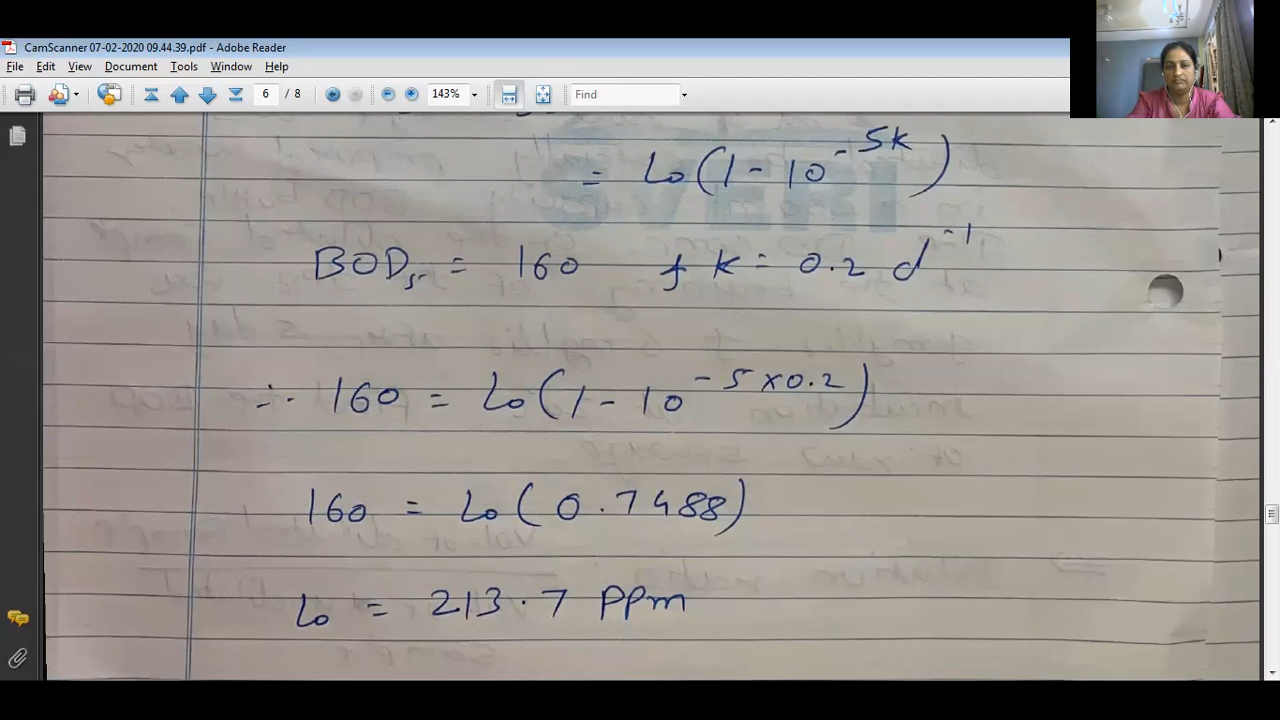 CamScanner 07-02-2020 09.44.39.pdf - Adobe Reader
File Edit View Document Tools Window Help
6 / 8 143% Find
= Lo(1 - 10^-5k)
BOD5 = 160 & k = 0.2 d^-1
∴ 160 = Lo(1 - 10^-5x0.2)
160 = Lo(0.7488)
Lo = 213.7 ppm